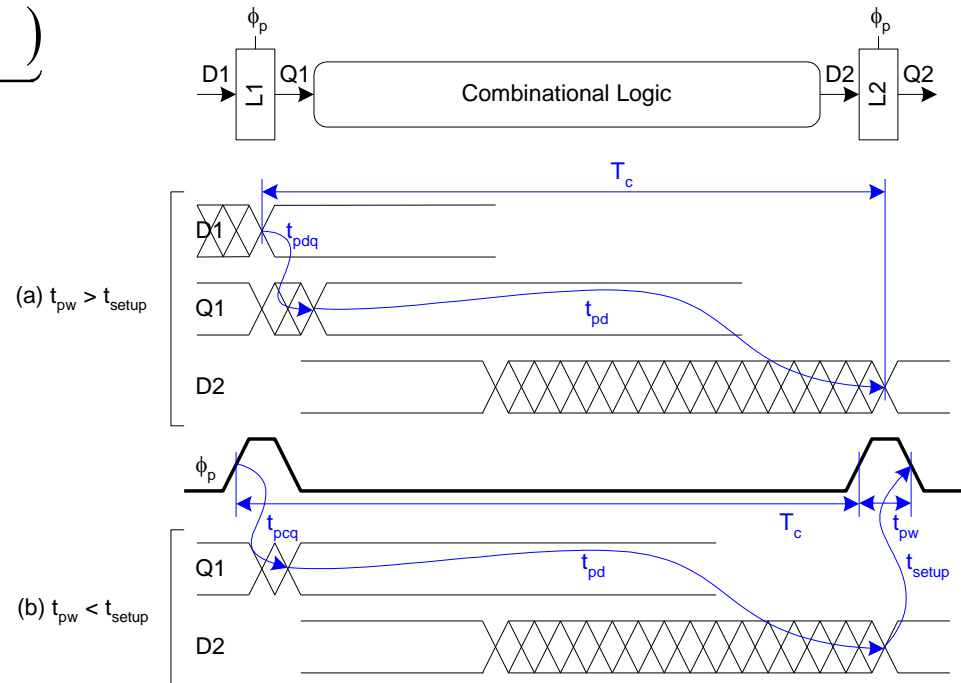 )
ϕp ϕp
D1 L1 Q1 Combinational Logic D2 L2 Q2
Tc
D1 tpdq
(a) tpw > tsetup Q1 tpd
D2
ϕp
tpcq Tc tpw
Q1 tpd tsetup
(b) tpw < tsetup
D2